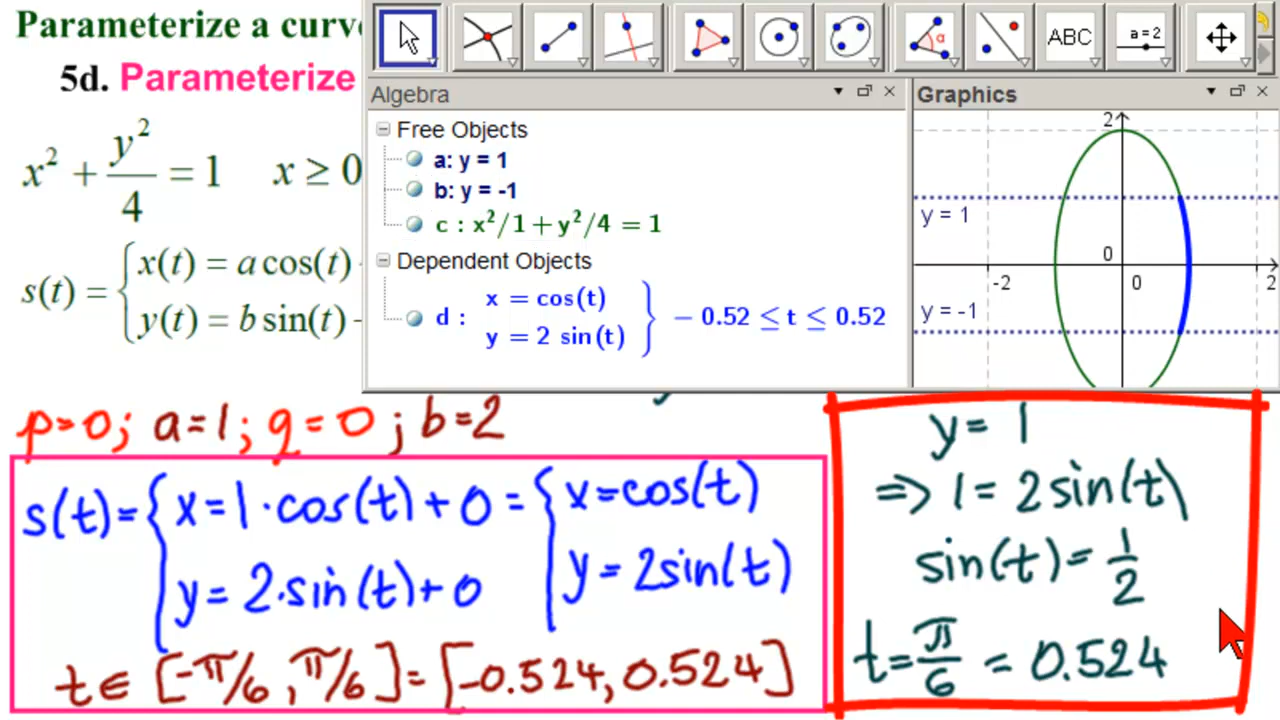 Parameterize a curv
5d. Parameterize
x² + y²/4 = 1 x ≥ 0
s(t) = { x(t) = a cos(t)
y(t) = b sin(t) -
ABC
a = 2
α
Algebra
Free Objects
a: y = 1
b: y = -1
c : x²/1 + y²/4 = 1
Dependent Objects
d : x = cos(t)
y = 2 sin(t) } − 0.52 ≤ t ≤ 0.52
Graphics
2
y = 1
0
-2 0 2
y = -1
p=0; a=1; q=0; b=2
s(t)= { x=1·cos(t)+0 = { x=cos(t)
y=2·sin(t)+0 y=2sin(t)
t∈ [-π/6, π/6] = [-0.524, 0.524]
y= 1
=> 1 = 2sin(t)
sin(t)= 1/2
t= π/6 = 0.524